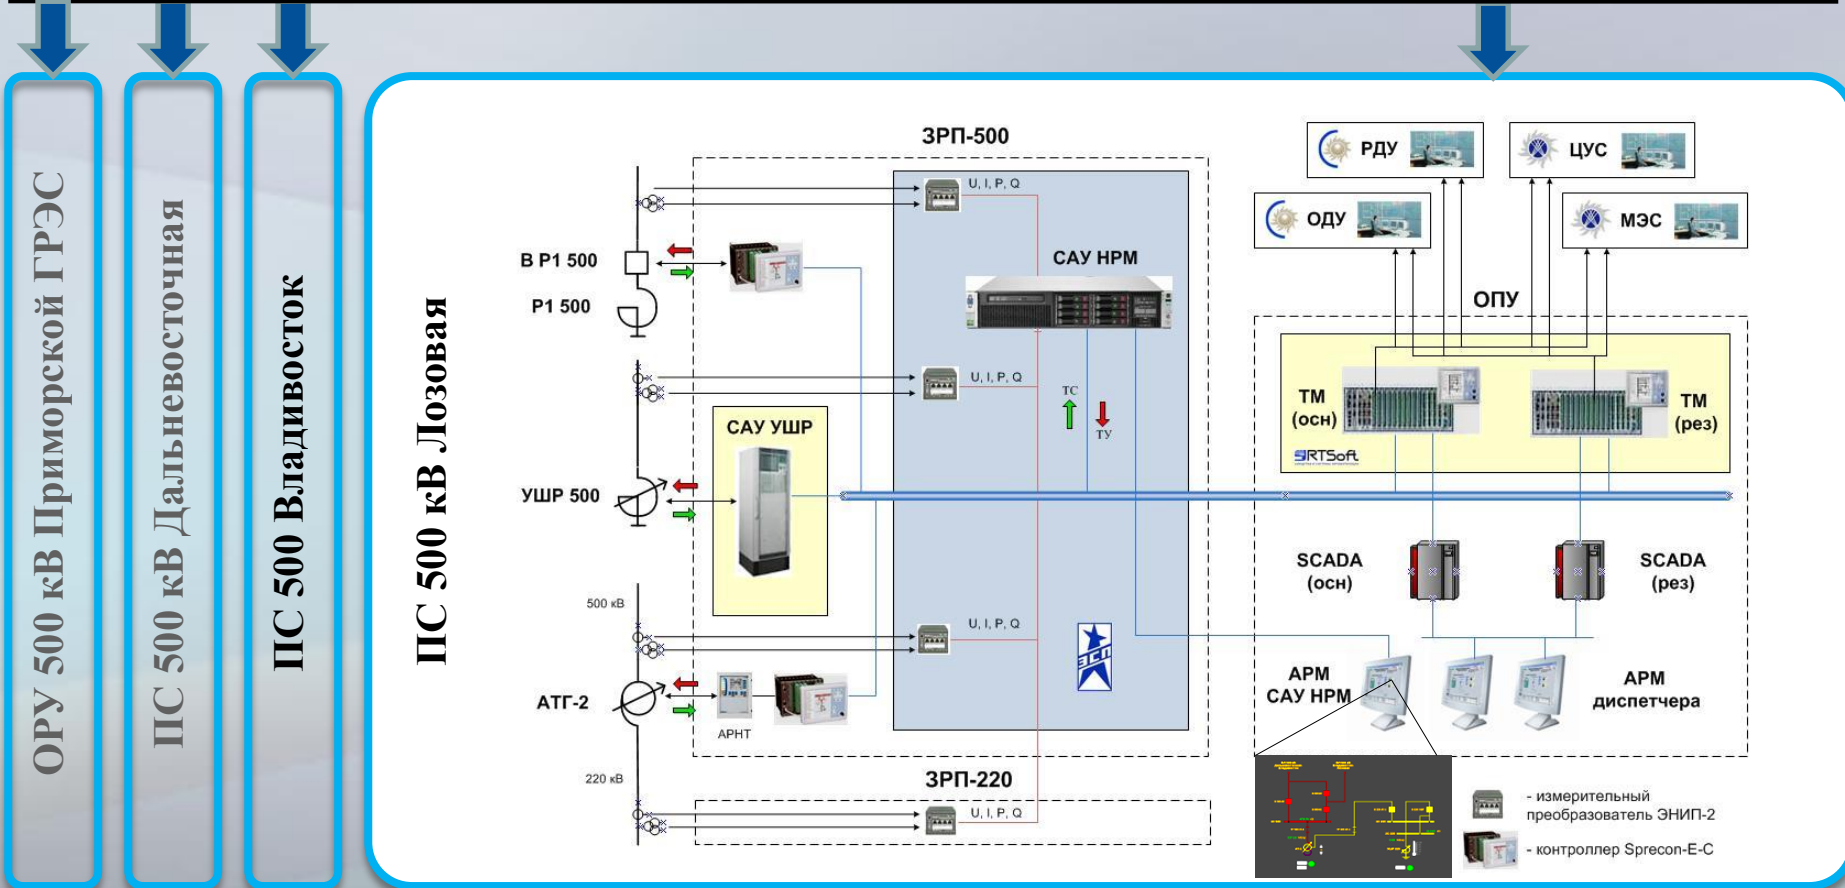 ОРУ 500 кВ Приморской ГРЭС
ПС 500 кВ Дальневосточная
ПС 500 Владивосток
ПС 500 кВ Лозовая
ЗРП-500
U, I, P, Q
В Р1 500
Р1 500
САУ НРМ
U, I, P, Q
ТС
ТУ
САУ УШР
УШР 500
500 кВ
U, I, P, Q
ЭСП
АТГ-2
АРНТ
220 кВ
ЗРП-220
U, I, P, Q
РДУ
ЦУС
ОДУ
МЭС
ОПУ
ТМ
(осн)
ТМ
(рез)
RTSoft
SCADA
(осн)
SCADA
(рез)
АРМ
САУ НРМ
АРМ
диспетчера
- измерительный
преобразователь ЭНИП-2
- контроллер Sprecon-E-C